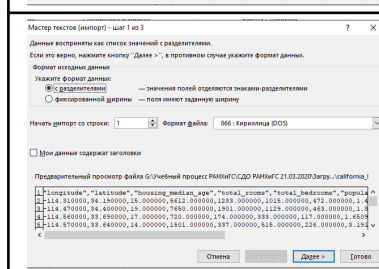 Мастер текстов (импорт) - шаг 1 из 3 ? ×
Данные восприняты как список значений с разделителями.
Если это верно, нажмите кнопку "Далее >", в противном случае укажите формат данных.
Формат исходных данных
Укажите формат данных:
с разделителями — значения полей отделяются знаками-разделителями
фиксированной ширины — поля имеют заданную ширину
Начать импорт со строки: 1 Формат файла: 866 : Кириллица (DOS)
Мои данные содержат заголовки
Предварительный просмотр файла G:\Учебный процесс РАНХиГС\СДО РАНХиГС 21.03.2020\Загру...\california_
1 "longitude","latitude","housing_median_age","total_rooms","total_bedrooms","popula
2 -114.310000,34.190000,15.000000,5612.000000,1283.000000,1015.000000,472.000000,1.4
3 -114.470000,34.400000,19.000000,7650.000000,1901.000000,1129.000000,463.000000,1.8
4 -114.560000,33.690000,17.000000,720.000000,174.000000,333.000000,117.000000,1.6509
5 -114.570000,33.640000,14.000000,1501.000000,337.000000,515.000000,226.000000,3.191
Отмена Далее > Готово